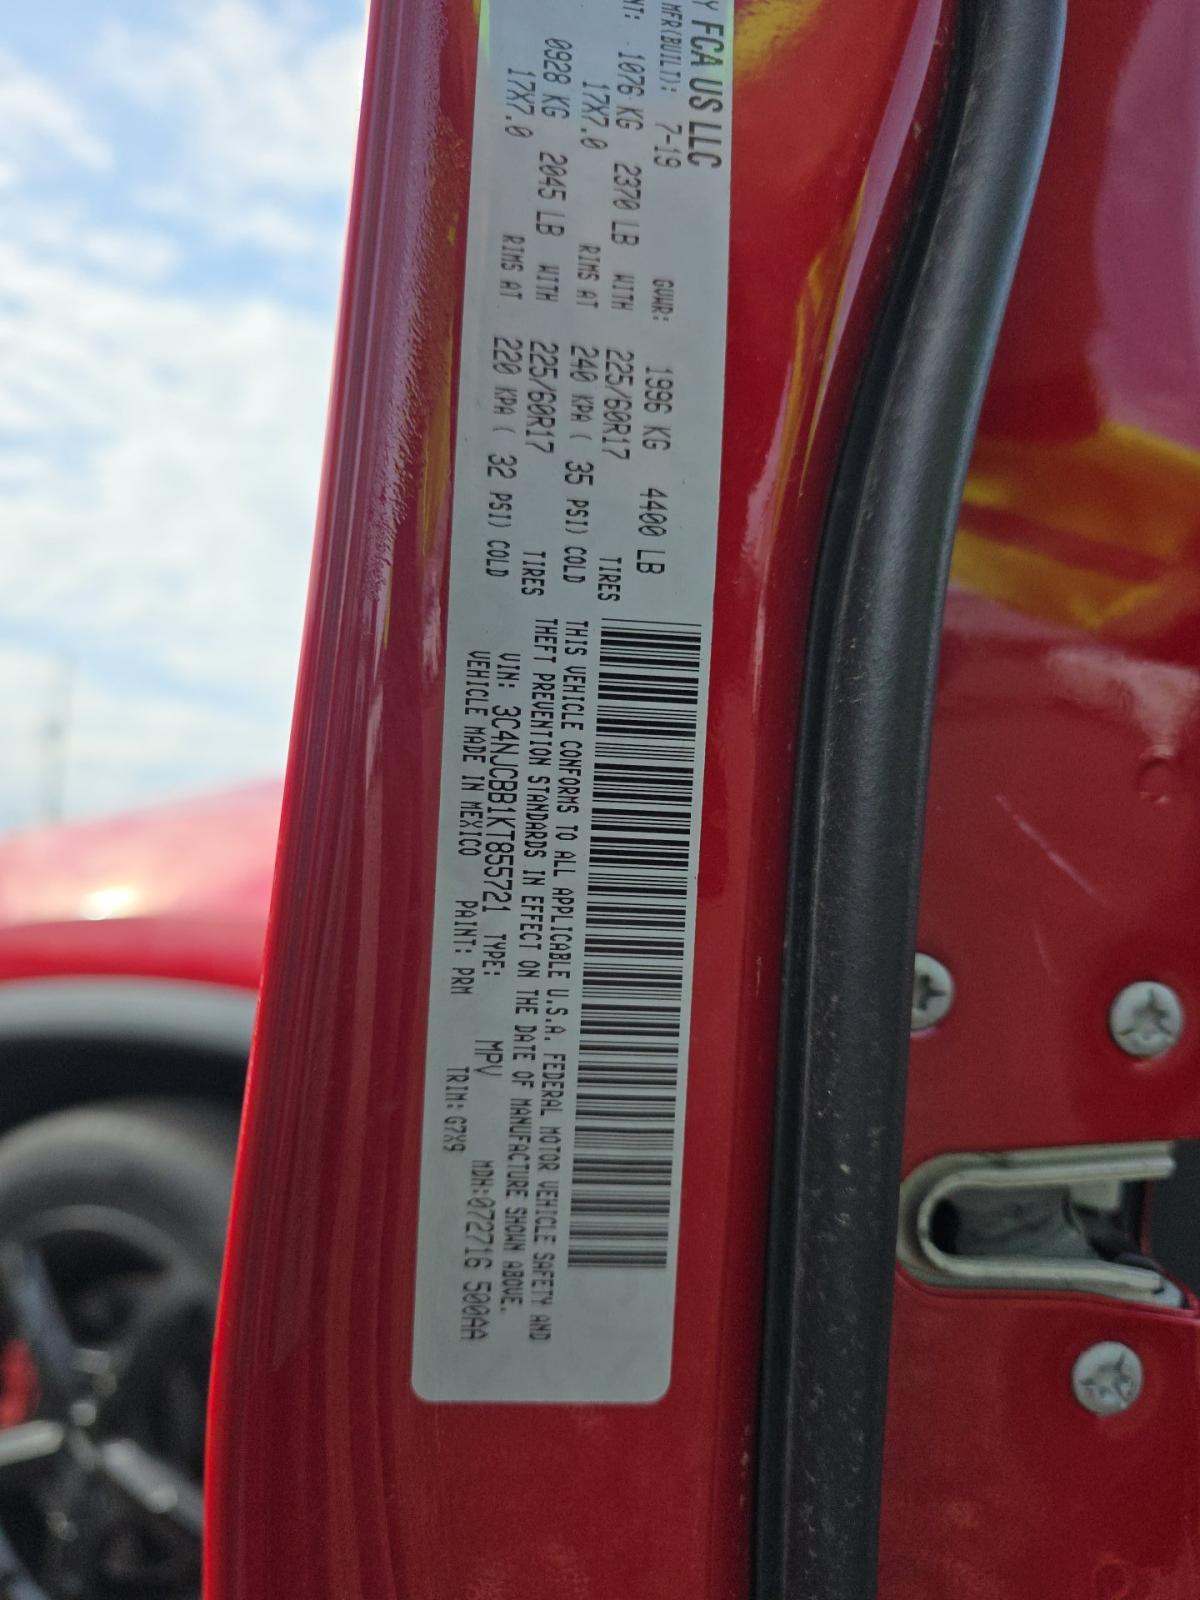 Y FCA US LLC
MFR(BUILT): 7-19 GVWR: 1996 KG 4400 LB
NT: 1076 KG 2370 LB WITH 225/60R17 TIRES
17X7.0 RIMS AT 240 KPA ( 35 PSI) COLD
0928 KG 2045 LB WITH 225/60R17 TIRES
17X7.0 RIMS AT 220 KPA ( 32 PSI) COLD
THIS VEHICLE CONFORMS TO ALL APPLICABLE U.S.A. FEDERAL MOTOR VEHICLE SAFETY AND
THEFT PREVENTION STANDARDS IN EFFECT ON THE DATE OF MANUFACTURE SHOWN ABOVE.
VIN: 3C4NJCBB1KT855721 TYPE: MPV MDH:072716 500AA
VEHICLE MADE IN MEXICO PAINT: PRM TRIM: G7X9